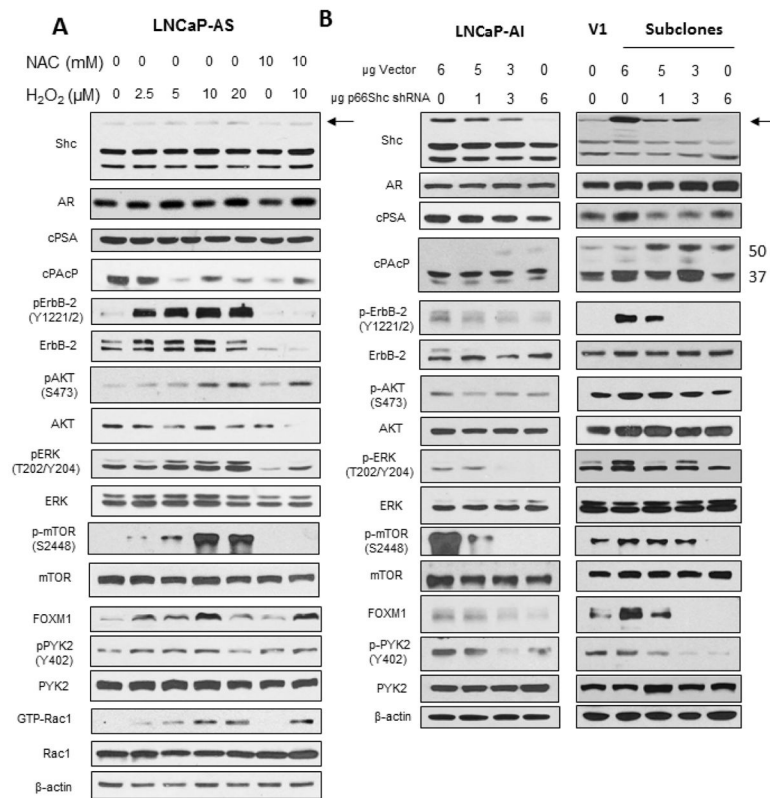 A
LNCaP-AS
NAC (mM) 0 0 0 0 0 10 10
H₂O₂ (µM) 0 2.5 5 10 20 0 10
Shc
AR
cPSA
cPAcP
pErbB-2
(Y1221/2)
ErbB-2
pAKT
(S473)
AKT
pERK
(T202/Y204)
ERK
p-mTOR
(S2448)
mTOR
FOXM1
pPYK2
(Y402)
PYK2
GTP-Rac1
Rac1
β-actin
B
LNCaP-AI V1 Subclones
µg Vector 6 5 3 0 0 6 5 3 0
µg p66Shc shRNA 0 1 3 6 0 0 1 3 6
Shc
AR
cPSA
cPAcP
50
37
p-ErbB-2
(Y1221/2)
ErbB-2
p-AKT
(S473)
AKT
p-ERK
(T202/Y204)
ERK
p-mTOR
(S2448)
mTOR
FOXM1
p-PYK2
(Y402)
PYK2
β-actin